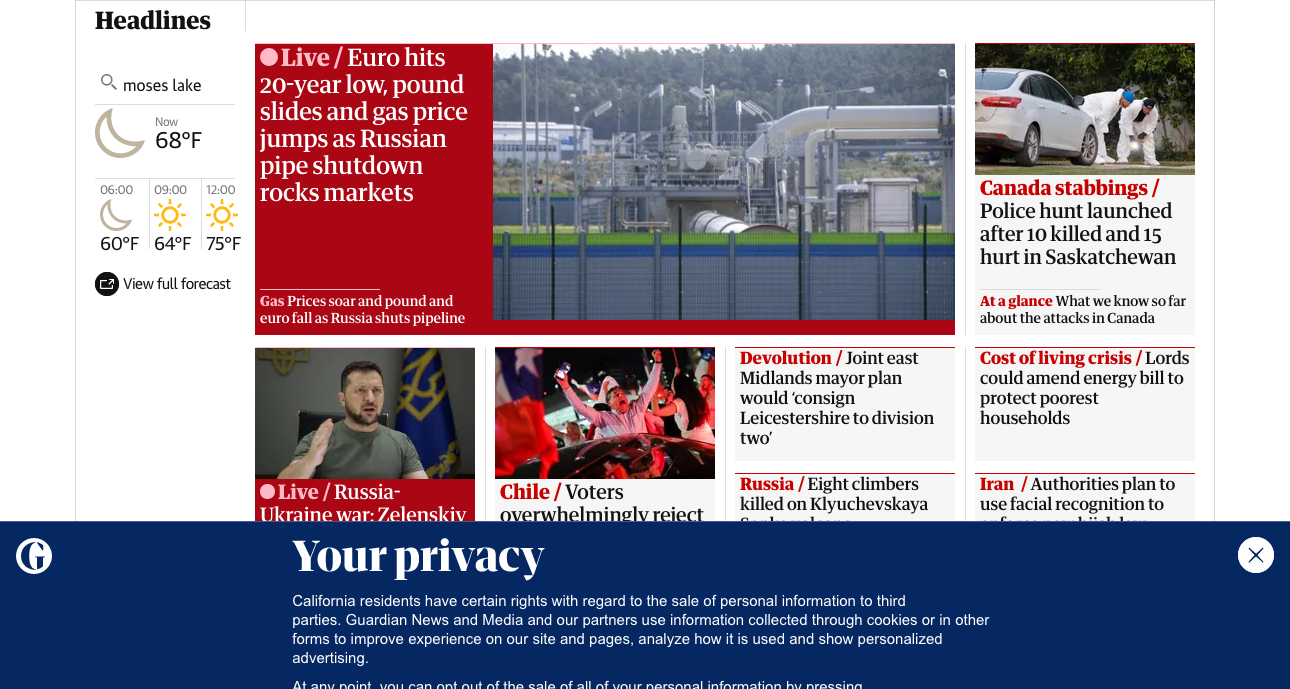 Headlines
moses lake
Now
68°F
06:00
09:00
12:00
60°F
64°F
75°F
View full forecast
Live / Euro hits
20-year low, pound
slides and gas price
jumps as Russian
pipe shutdown
rocks markets
Gas Prices soar and pound and
euro fall as Russia shuts pipeline
Canada stabbings /
Police hunt launched
after 10 killed and 15
hurt in Saskatchewan
At a glance What we know so far
about the attacks in Canada
Live / Russia-
Ukraine war: Zelenskiy
Chile / Voters
overwhelmingly reject
Devolution / Joint east
Midlands mayor plan
would ‘consign
Leicestershire to division
two’
Cost of living crisis / Lords
could amend energy bill to
protect poorest
households
Russia / Eight climbers
killed on Klyuchevskaya
Iran / Authorities plan to
use facial recognition to
G
Your privacy
California residents have certain rights with regard to the sale of personal information to third
parties. Guardian News and Media and our partners use information collected through cookies or in other
forms to improve experience on our site and pages, analyze how it is used and show personalized
advertising.
At any point, you can opt out of the sale of all of your personal information by pressing